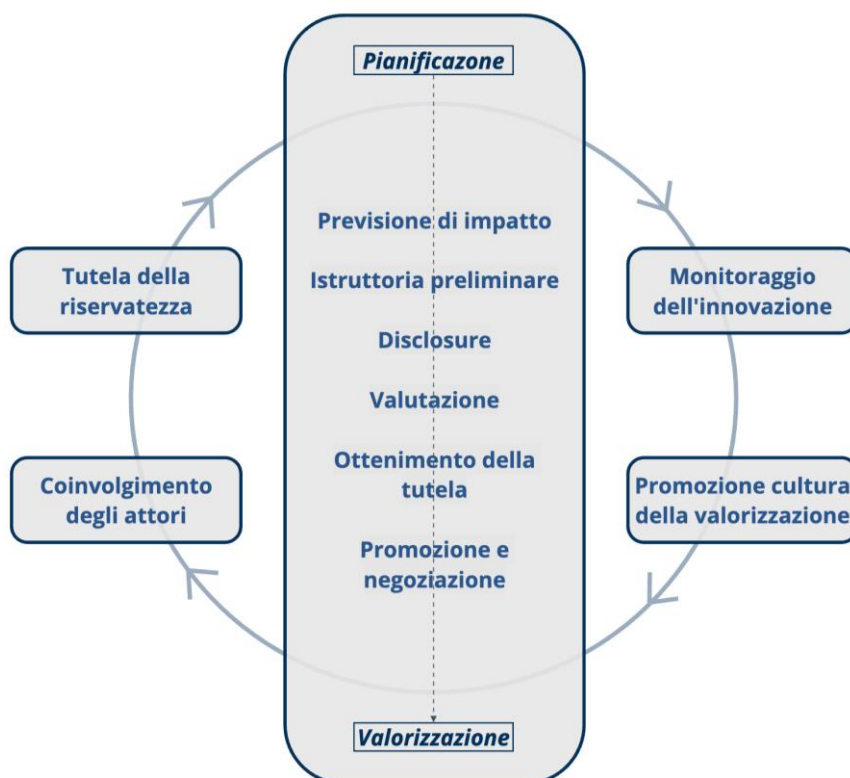 Pianificazone
Previsione di impatto
Istruttoria preliminare
Disclosure
Valutazione
Ottenimento della
tutela
Promozione e
negoziazione
Valorizzazione
Tutela della
riservatezza
Monitoraggio
dell'innovazione
Coinvolgimento
degli attori
Promozione cultura
della valorizzazione